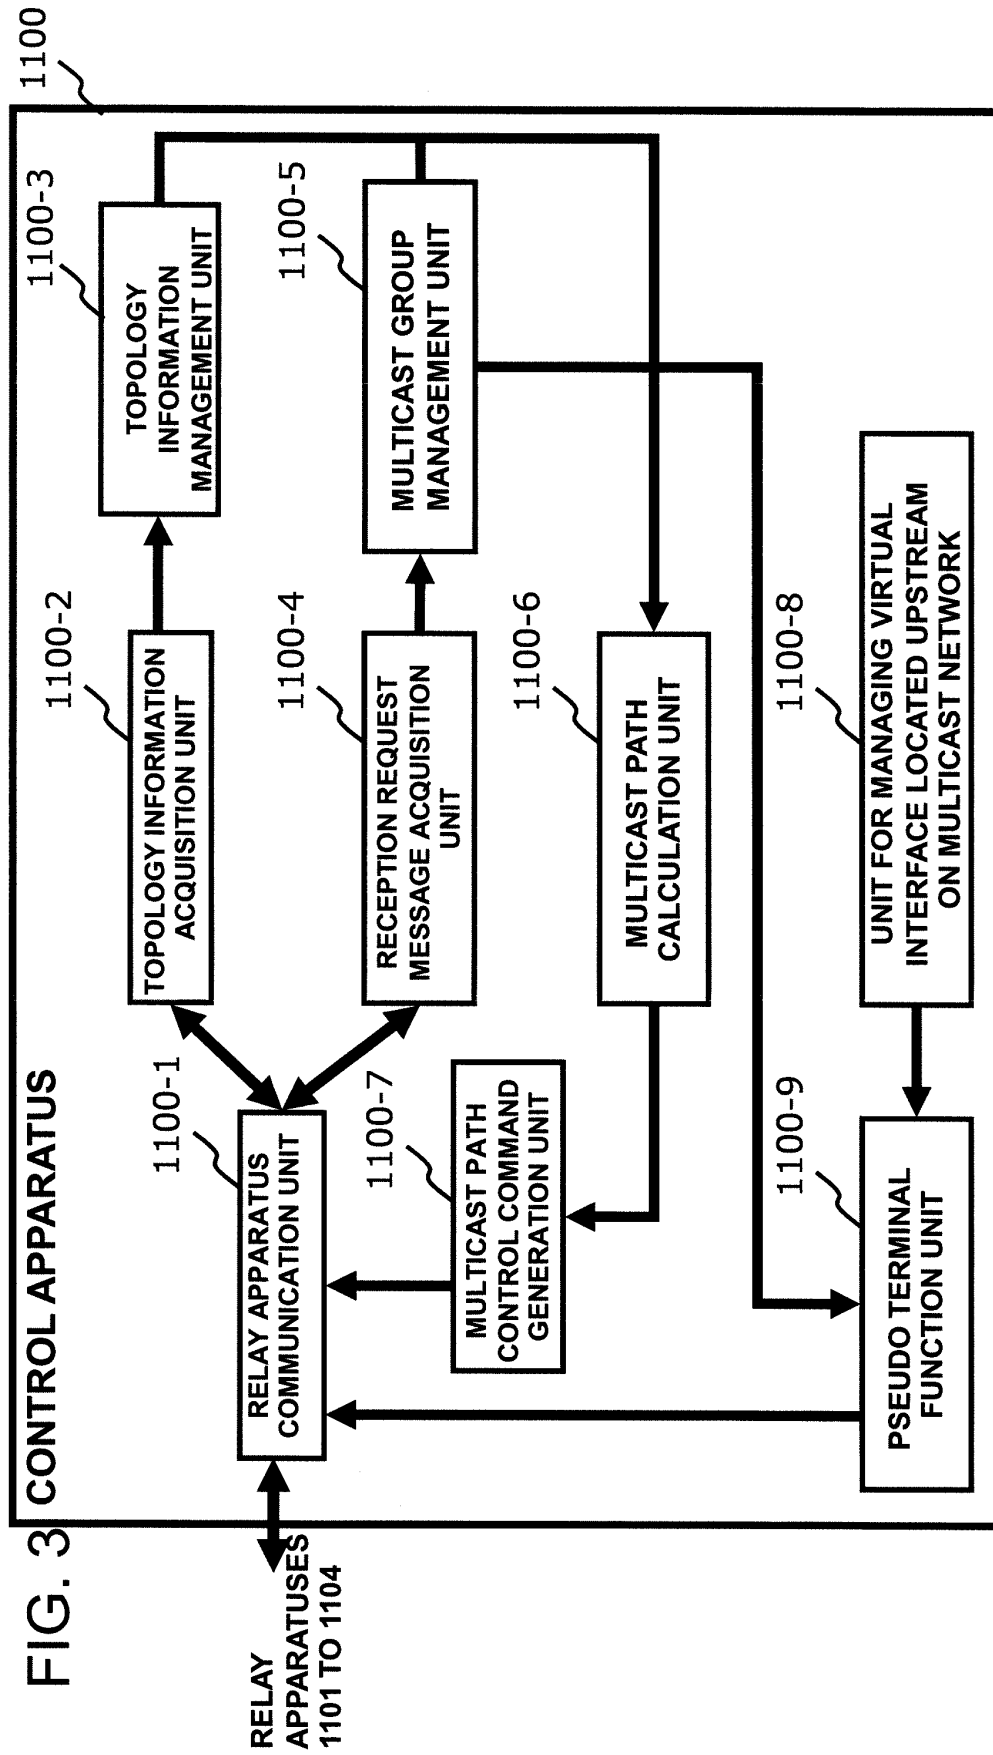 FIG. 3
CONTROL APPARATUS
1100
RELAY
APPARATUSES
1101 TO 1104
1100-1
RELAY APPARATUS
COMMUNICATION UNIT
1100-2
TOPOLOGY INFORMATION
ACQUISITION UNIT
1100-3
TOPOLOGY
INFORMATION
MANAGEMENT UNIT
1100-4
RECEPTION REQUEST
MESSAGE ACQUISITION
UNIT
1100-5
MULTICAST GROUP
MANAGEMENT UNIT
1100-7
MULTICAST PATH
CONTROL COMMAND
GENERATION UNIT
1100-6
MULTICAST PATH
CALCULATION UNIT
1100-9
PSEUDO TERMINAL
FUNCTION UNIT
1100-8
UNIT FOR MANAGING VIRTUAL
INTERFACE LOCATED UPSTREAM
ON MULTICAST NETWORK